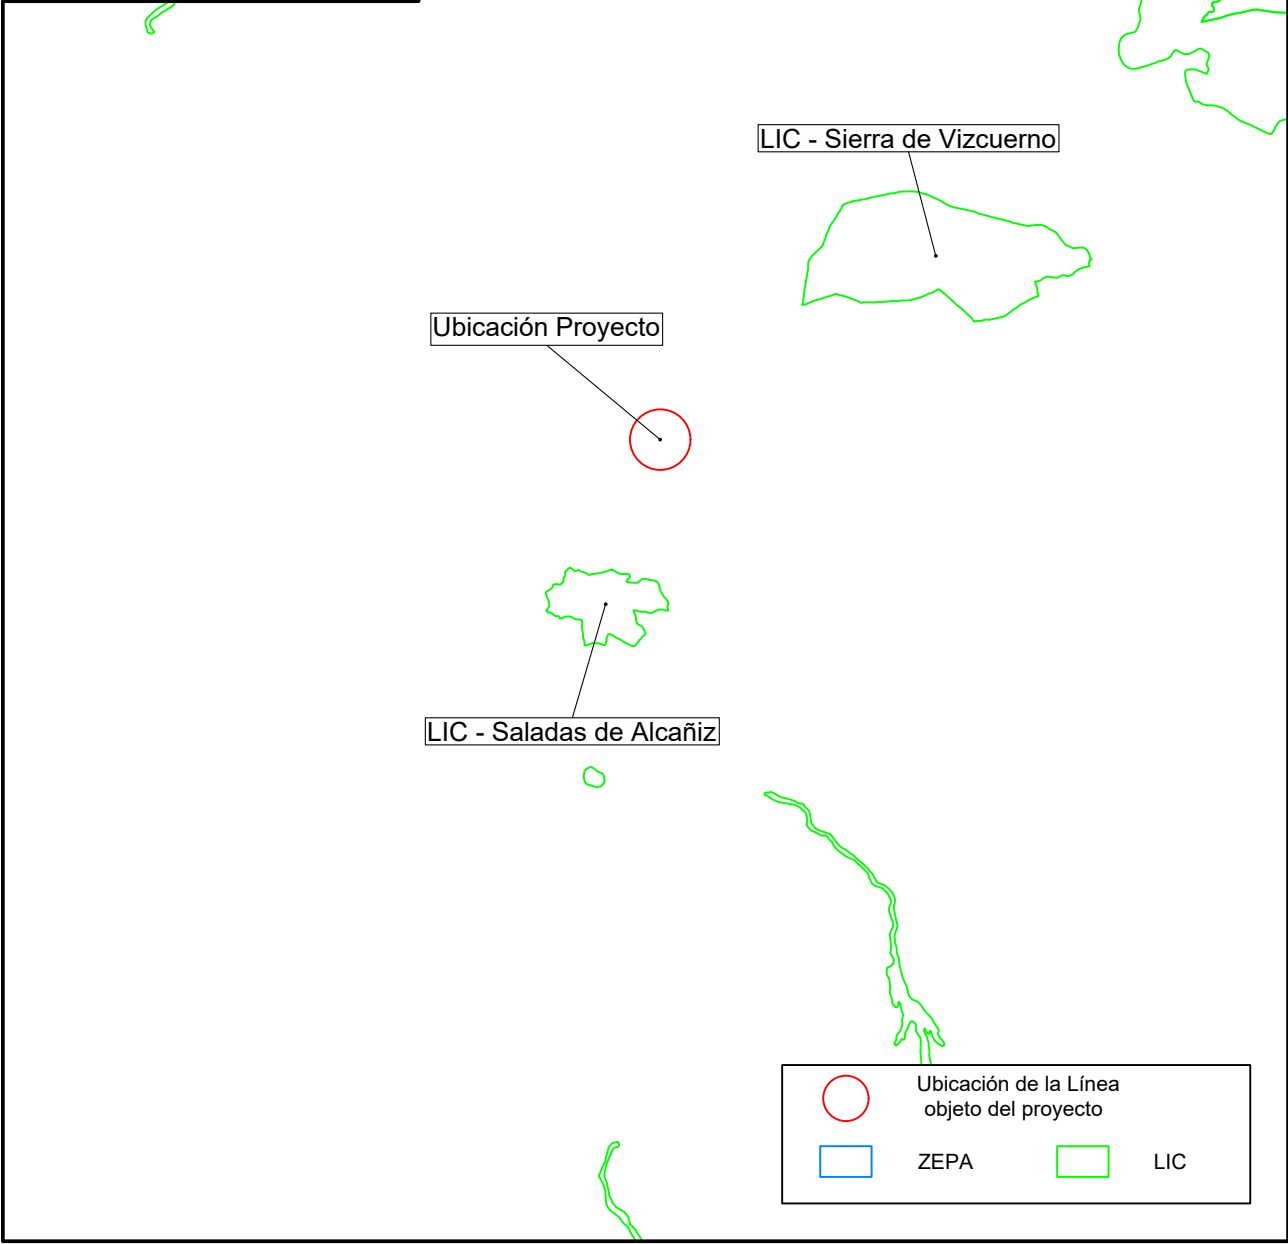 LIC - Sierra de Vizcuerno
Ubicación Proyecto
LIC - Saladas de Alcañiz
Ubicación de la Línea
objeto del proyecto
ZEPA
LIC